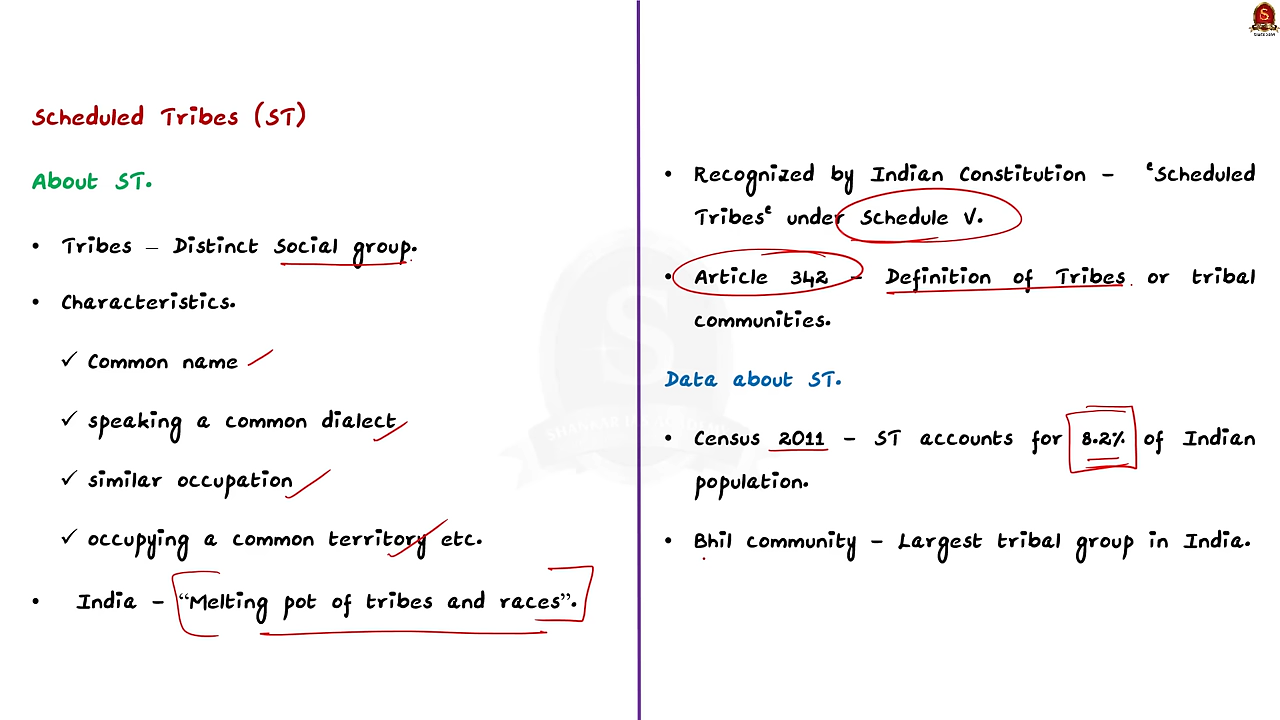 Scheduled Tribes (ST)
About ST.
• Tribes – Distinct Social group.
• Characteristics.
✓ Common name
✓ speaking a common dialect
✓ similar occupation
✓ occupying a common territory etc.
• India – “Melting pot of tribes and races”.
• Recognized by Indian Constitution – ‘Scheduled
Tribes‘ under Schedule V.
• Article 342 – Definition of Tribes or tribal
communities.
Data about ST.
• Census 2011 – ST accounts for 8.2% of Indian
population.
• Bhil community – Largest tribal group in India.
S